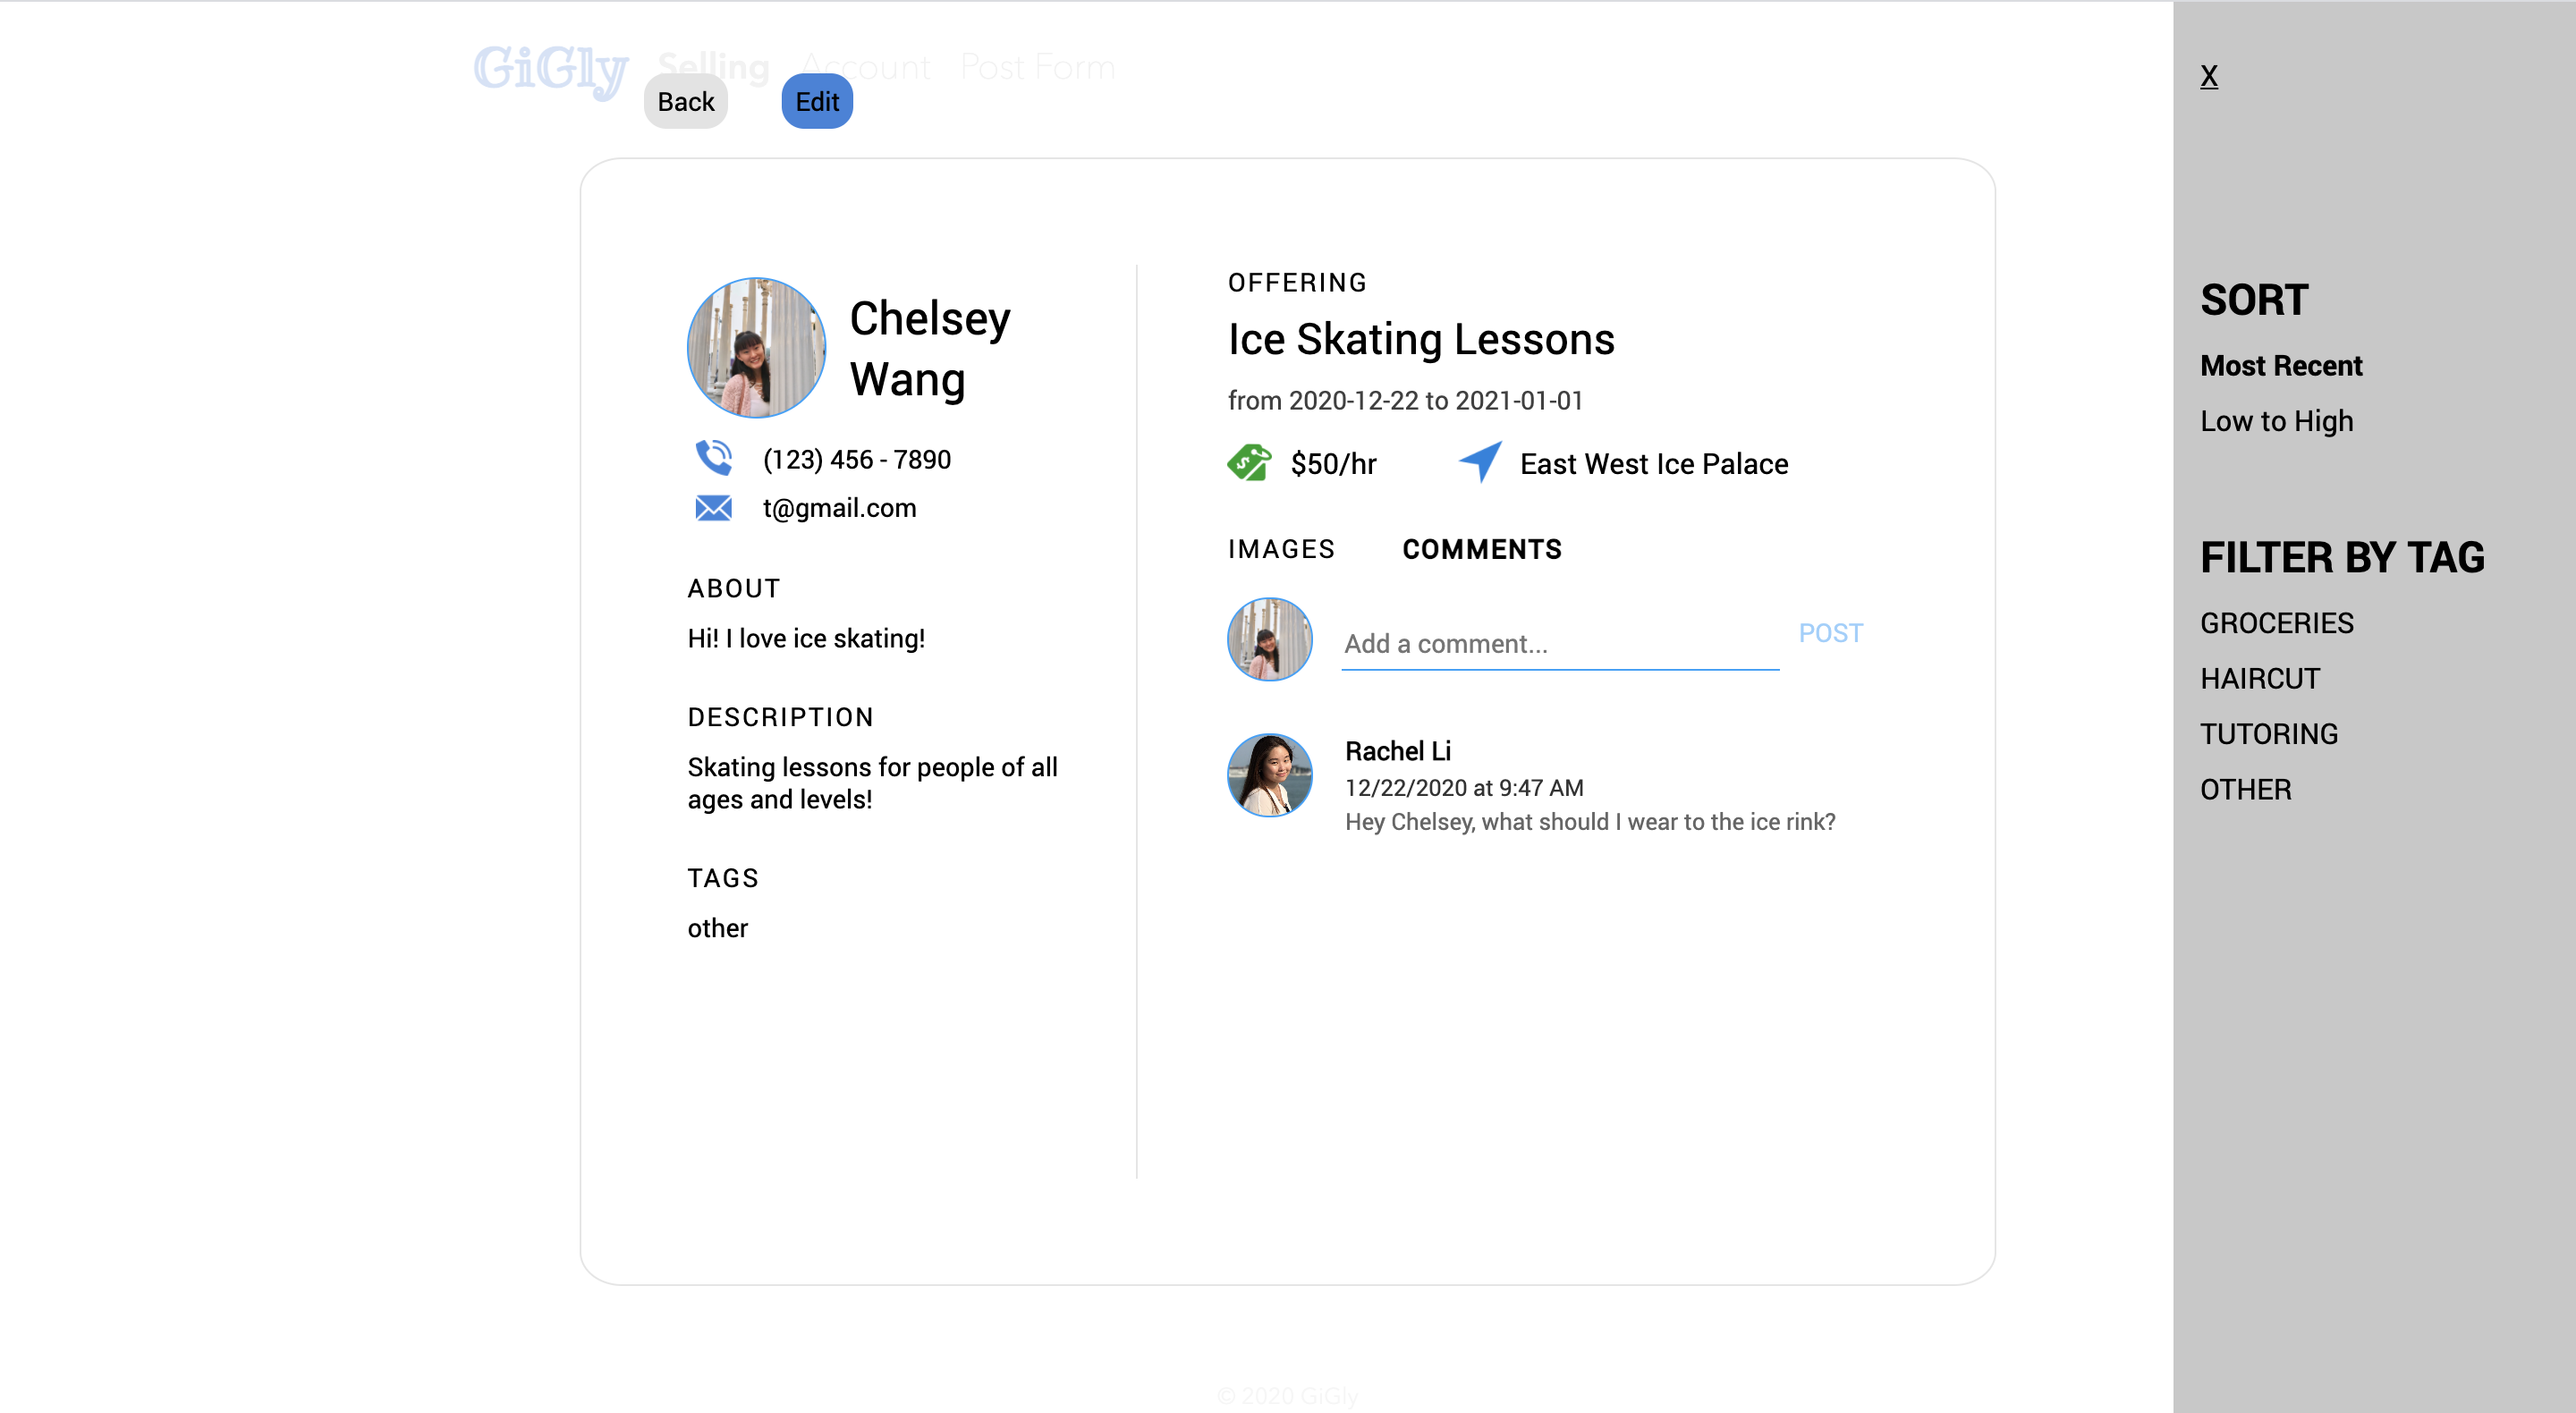 GiGly Selling Account Post Form
Back Edit
Chelsey
Wang
(123) 456 - 7890
t@gmail.com
ABOUT
Hi! I love ice skating!
DESCRIPTION
Skating lessons for people of all
ages and levels!
TAGS
other
OFFERING
Ice Skating Lessons
from 2020-12-22 to 2021-01-01
$50/hr East West Ice Palace
IMAGES COMMENTS
Add a comment... POST
Rachel Li
12/22/2020 at 9:47 AM
Hey Chelsey, what should I wear to the ice rink?
X
SORT
Most Recent
Low to High
FILTER BY TAG
GROCERIES
HAIRCUT
TUTORING
OTHER
© 2020 GiGly